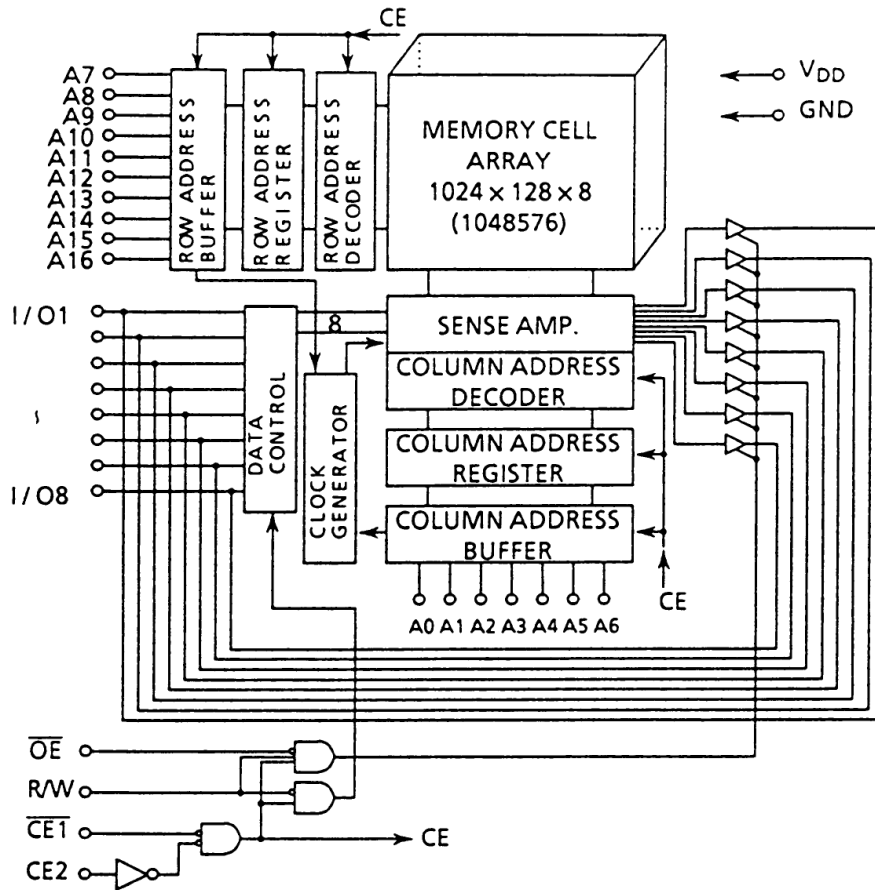 CE
A7
A8
A9
A10
A11
A12
A13
A14
A15
A16
ROW ADDRESS
BUFFER
ROW ADDRESS
REGISTER
ROW ADDRESS
DECODER
MEMORY CELL
ARRAY
1024 x 128 x 8
(1048576)
VDD
GND
I/O1
≀
I/O8
DATA
CONTROL
8
CLOCK
GENERATOR
SENSE AMP.
COLUMN ADDRESS
DECODER
COLUMN ADDRESS
REGISTER
COLUMN ADDRESS
BUFFER
CE
A0 A1 A2 A3 A4 A5 A6
O̅E̅
R/W
C̅E̅1̅
CE2
CE